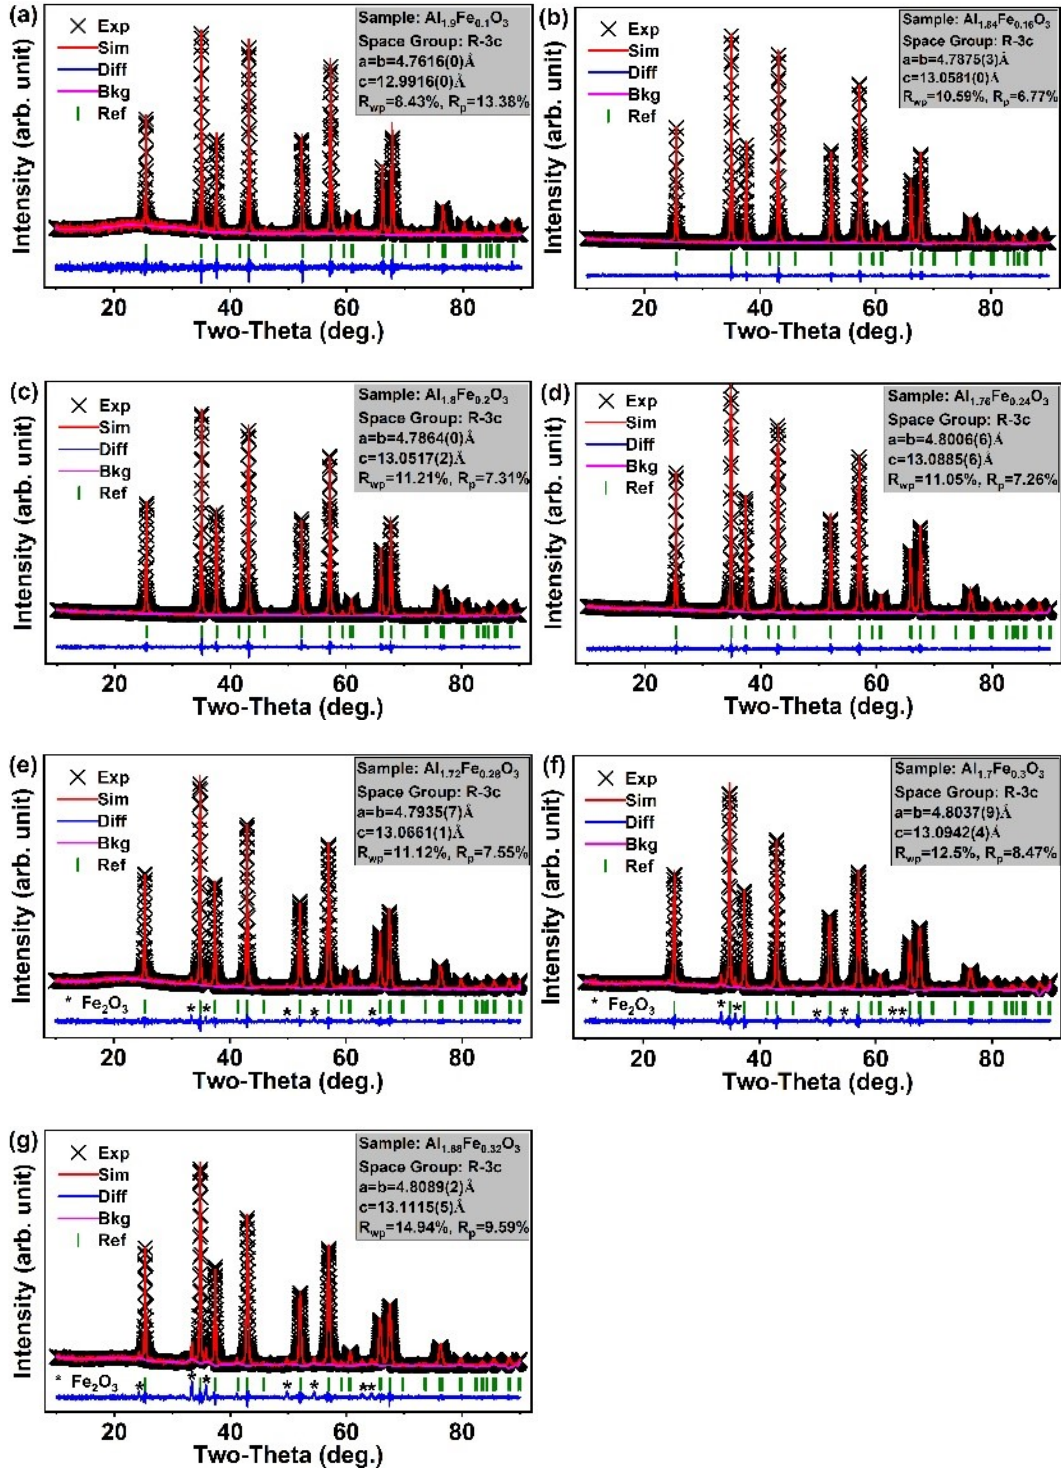 (a)
Exp
Sim
Diff
Bkg
Ref
Sample: Al1.9Fe0.1O3
Space Group: R-3c
a=b=4.7616(0)Å
c=12.9916(0)Å
Rwp=8.43%, Rp=13.38%
Intensity (arb. unit)
20 40 60 80
Two-Theta (deg.)
(b)
Exp
Sim
Diff
Bkg
Ref
Sample: Al1.84Fe0.16O3
Space Group: R-3c
a=b=4.7875(3)Å
c=13.0581(0)Å
Rwp=10.59%, Rp=6.77%
Intensity (arb. unit)
20 40 60 80
Two-Theta (deg.)
(c)
Exp
Sim
Diff
Bkg
Ref
Sample: Al1.8Fe0.2O3
Space Group: R-3c
a=b=4.7864(0)Å
c=13.0517(2)Å
Rwp=11.21%, Rp=7.31%
Intensity (arb. unit)
20 40 60 80
Two-Theta (deg.)
(d)
Exp
Sim
Diff
Bkg
Ref
Sample: Al1.76Fe0.24O3
Space Group: R-3c
a=b=4.8006(6)Å
c=13.0885(6)Å
Rwp=11.05%, Rp=7.26%
Intensity (arb. unit)
20 40 60 80
Two-Theta (deg.)
(e)
Exp
Sim
Diff
Bkg
Ref
Sample: Al1.72Fe0.28O3
Space Group: R-3c
a=b=4.7935(7)Å
c=13.0661(1)Å
Rwp=11.12%, Rp=7.55%
* Fe2O3
* * * * *
Intensity (arb. unit)
20 40 60 80
Two-Theta (deg.)
(f)
Exp
Sim
Diff
Bkg
Ref
Sample: Al1.7Fe0.3O3
Space Group: R-3c
a=b=4.8037(9)Å
c=13.0942(4)Å
Rwp=12.5%, Rp=8.47%
* Fe2O3
* * * * * *
Intensity (arb. unit)
20 40 60 80
Two-Theta (deg.)
(g)
Exp
Sim
Diff
Bkg
Ref
Sample: Al1.68Fe0.32O3
Space Group: R-3c
a=b=4.8089(2)Å
c=13.1115(5)Å
Rwp=14.94%, Rp=9.59%
* Fe2O3
* * * * * * *
Intensity (arb. unit)
20 40 60 80
Two-Theta (deg.)